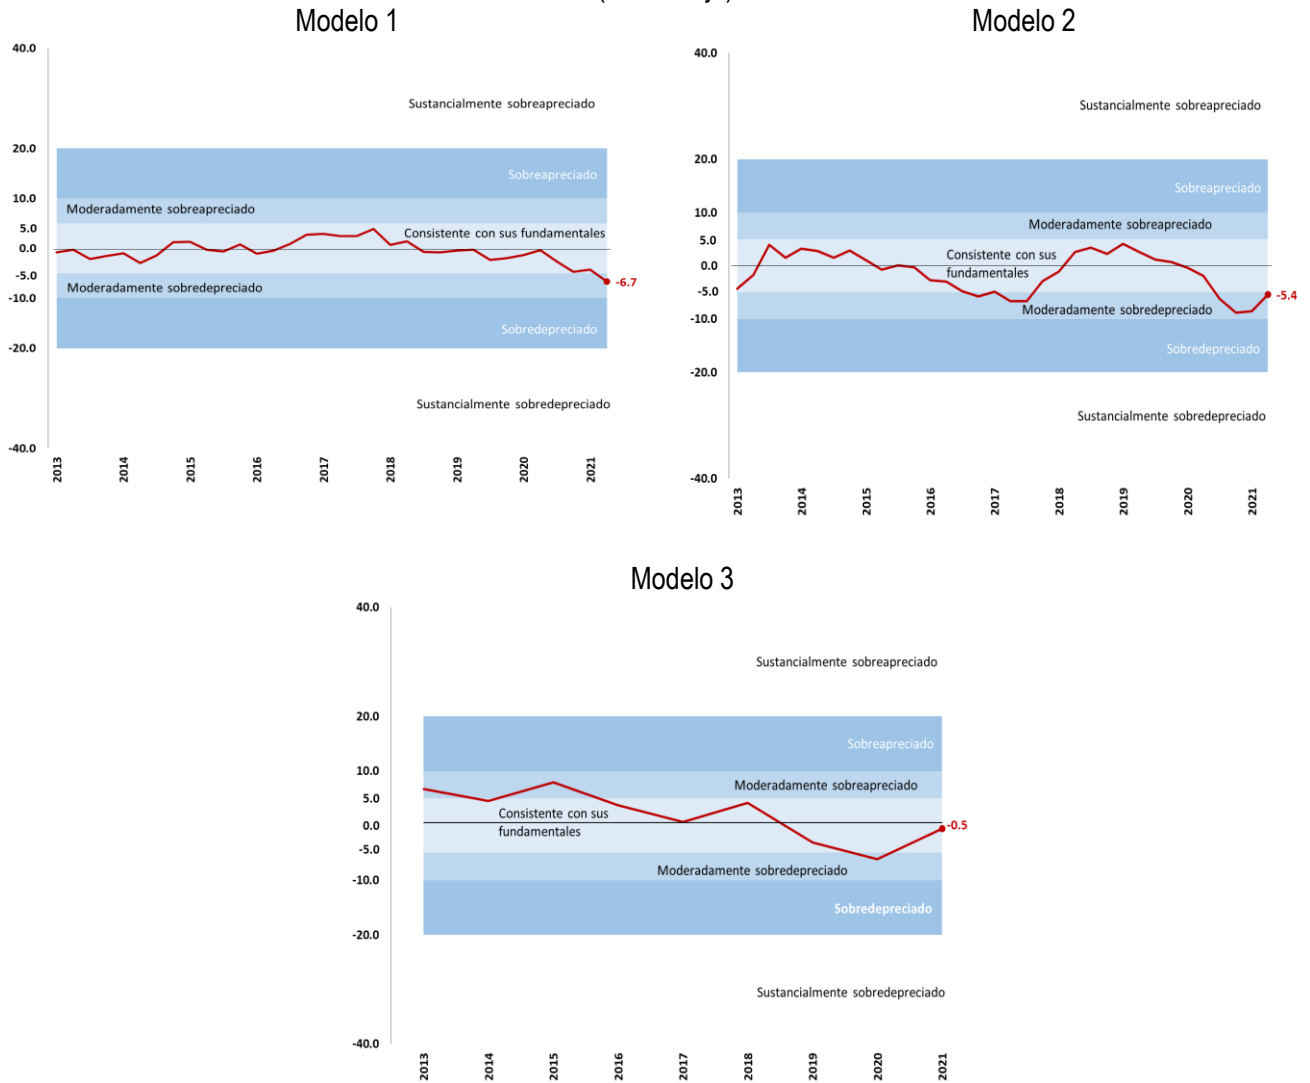 Modelo 1
40.0
Sustancialmente sobreapreciado
20.0
Sobreapreciado
10.0
Moderadamente sobreapreciado
5.0
Consistente con sus fundamentales
0.0
-5.0
-6.7
Moderadamente sobredepreciado
-10.0
Sobredepreciado
-20.0
Sustancialmente sobredepreciado
-40.0
2013 2014 2015 2016 2017 2018 2019 2020 2021
Modelo 2
40.0
Sustancialmente sobreapreciado
20.0
Sobreapreciado
10.0
Moderadamente sobreapreciado
5.0
Consistente con sus
fundamentales
0.0
-5.0
-5.4
Moderadamente sobredepreciado
-10.0
Sobredepreciado
-20.0
Sustancialmente sobredepreciado
-40.0
2013 2014 2015 2016 2017 2018 2019 2020 2021
Modelo 3
40.0
Sustancialmente sobreapreciado
20.0
Sobreapreciado
10.0
Moderadamente sobreapreciado
5.0
Consistente con sus
fundamentales
0.0
-0.5
-5.0
Moderadamente sobredepreciado
-10.0
Sobredepreciado
-20.0
Sustancialmente sobredepreciado
-40.0
2013 2014 2015 2016 2017 2018 2019 2020 2021